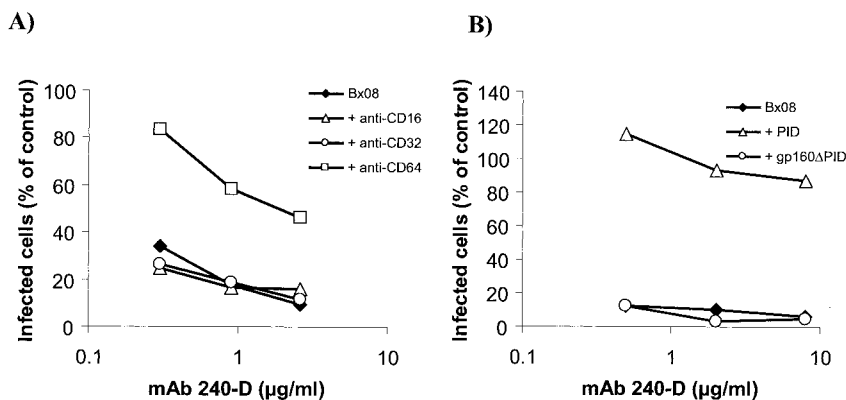 A)
Infected cells (% of control)
100
80
60
40
20
0
0.1
1
10
mAb 240-D (µg/ml)
Bx08
+ anti-CD16
+ anti-CD32
+ anti-CD64
B)
Infected cells (% of control)
140
120
100
80
60
40
20
0
0.1
1
10
mAb 240-D (µg/ml)
Bx08
+ PID
+ gp160ΔPID